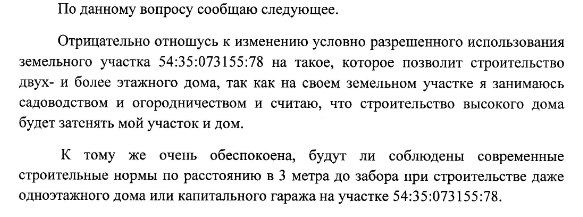 По данному вопросу сообщаю следующее.
Отрицательно отношусь к изменению условно разрешенного использования
земельного участка 54:35:073155:78 на такое, которое позволит строительство
двух- и более этажного дома, так как на своем земельном участке я занимаюсь
садоводством и огородничеством и считаю, что строительство высокого дома
будет затенять мой участок и дом.
К тому же очень обеспокоена, будут ли соблюдены современные
строительные нормы по расстоянию в 3 метра до забора при строительстве даже
одноэтажного дома или капитального гаража на участке 54:35:073155:78.